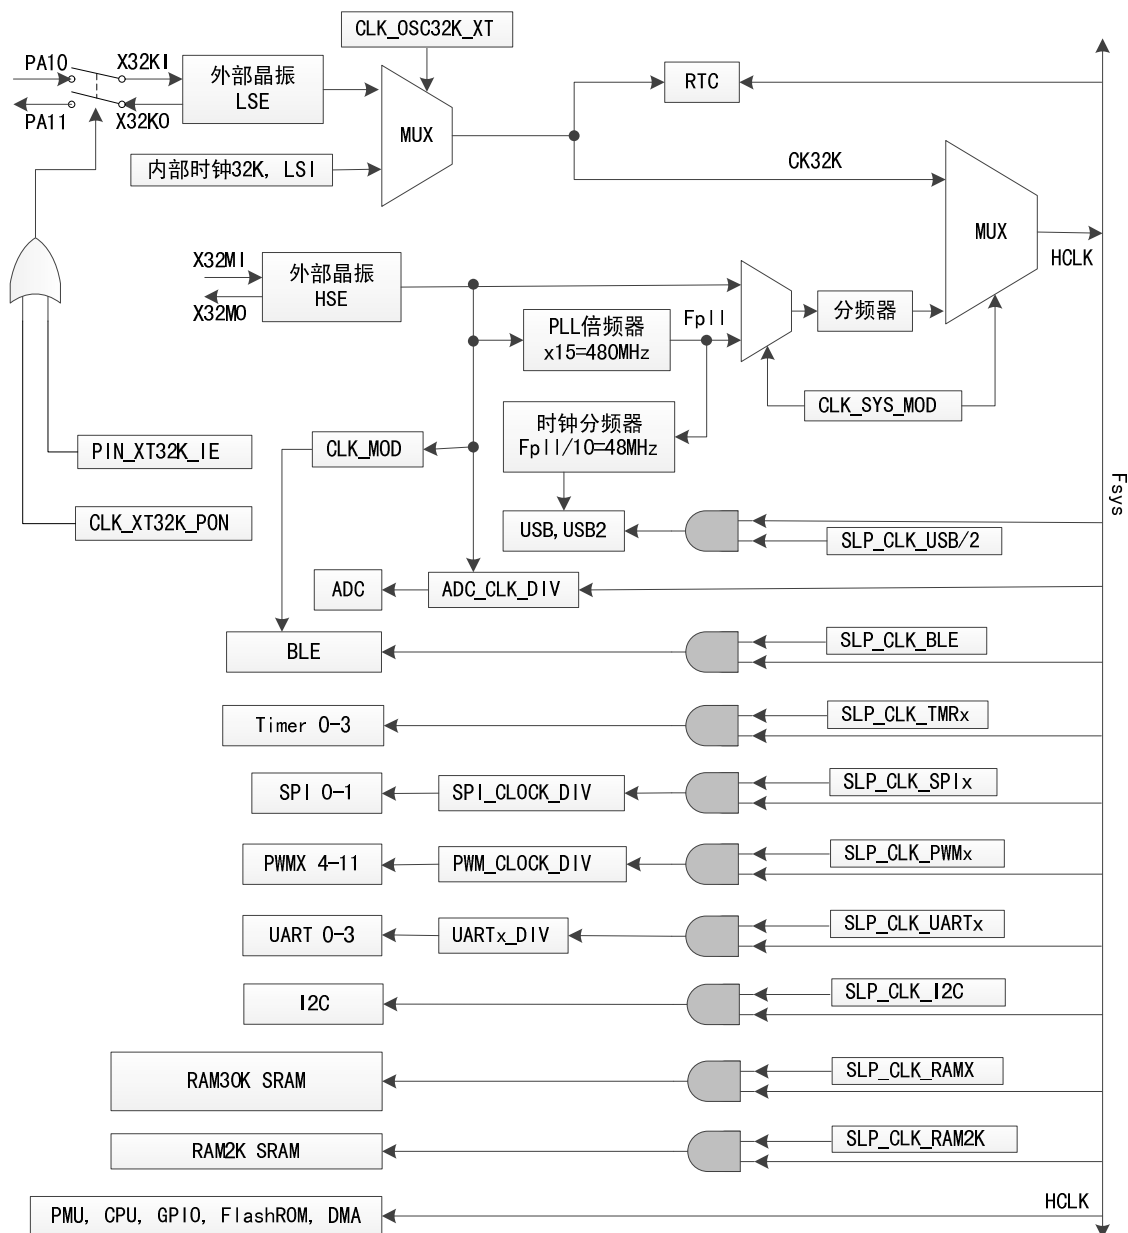 CLK_OSC32K_XT
PA10
X32KI
外部晶振
LSE
RTC
PA11
X32KO
MUX
内部时钟32K, LSI
CK32K
MUX
HCLK
X32MI
外部晶振
HSE
X32MO
PLL倍频器
x15=480MHz
Fpll
分频器
CLK_SYS_MOD
时钟分频器
Fpll/10=48MHz
CLK_MOD
PIN_XT32K_IE
CLK_XT32K_PON
Fsys
USB,USB2
SLP_CLK_USB/2
ADC
ADC_CLK_DIV
BLE
SLP_CLK_BLE
Timer 0-3
SLP_CLK_TMRx
SPI 0-1
SPI_CLOCK_DIV
SLP_CLK_SPIx
PWMX 4-11
PWM_CLOCK_DIV
SLP_CLK_PWMx
UART 0-3
UARTx_DIV
SLP_CLK_UARTx
I2C
SLP_CLK_I2C
RAM30K SRAM
SLP_CLK_RAMX
RAM2K SRAM
SLP_CLK_RAM2K
PMU, CPU, GPIO, FlashROM, DMA
HCLK